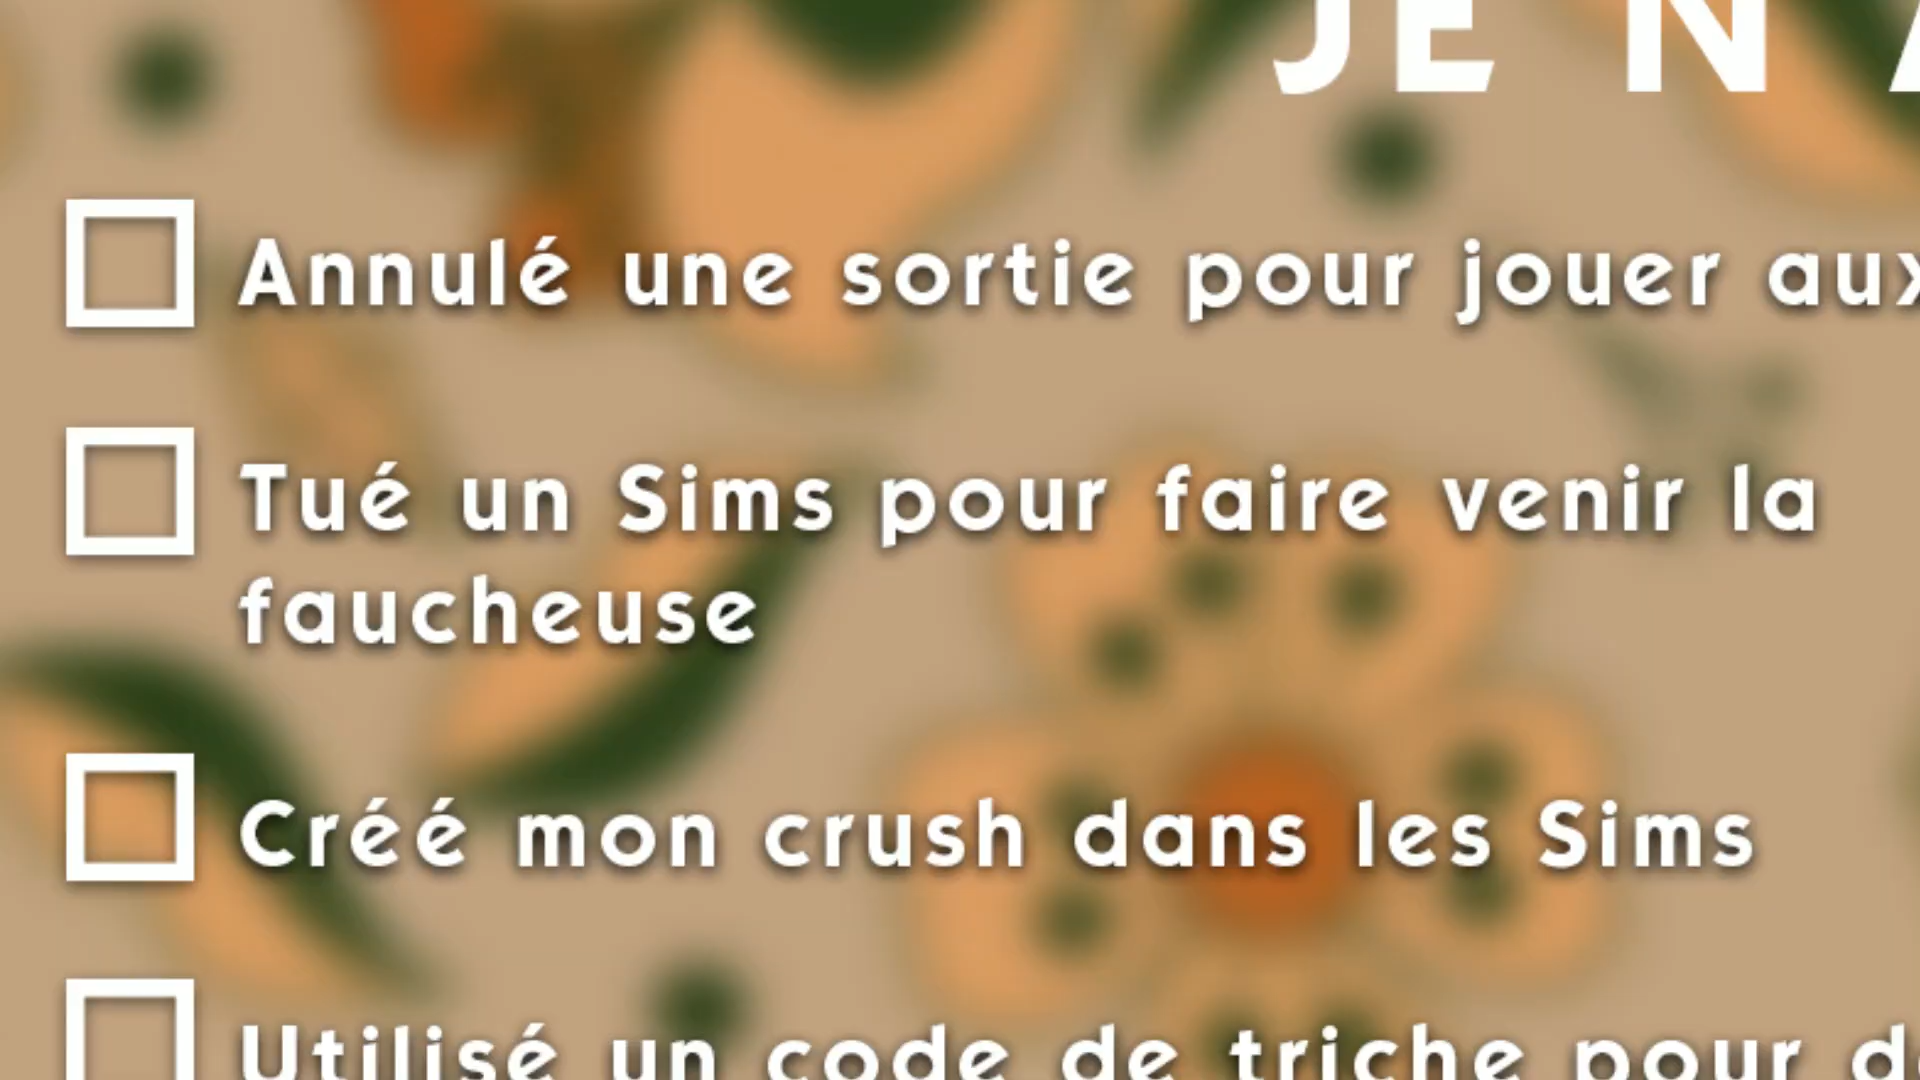 JE N
Annulé une sortie pour jouer aux
Tué un Sims pour faire venir la
faucheuse
Créé mon crush dans les Sims
Utilisé un code de triche pour